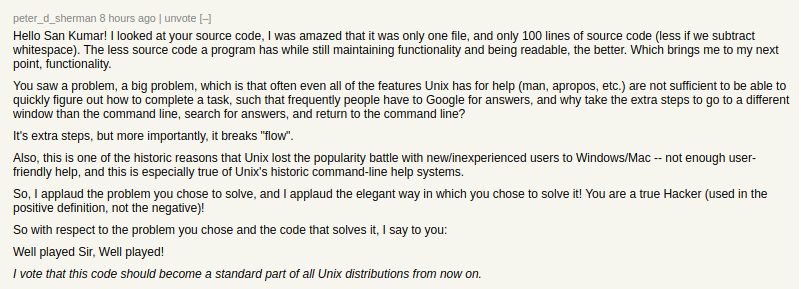 peter_d_sherman 8 hours ago | unvote [–]
Hello San Kumar! I looked at your source code, I was amazed that it was only one file, and only 100 lines of source code (less if we subtract
whitespace). The less source code a program has while still maintaining functionality and being readable, the better. Which brings me to my next
point, functionality.
You saw a problem, a big problem, which is that often even all of the features Unix has for help (man, apropos, etc.) are not sufficient to be able to
quickly figure out how to complete a task, such that frequently people have to Google for answers, and why take the extra steps to go to a different
window than the command line, search for answers, and return to the command line?
It's extra steps, but more importantly, it breaks "flow".
Also, this is one of the historic reasons that Unix lost the popularity battle with new/inexperienced users to Windows/Mac -- not enough user-
friendly help, and this is especially true of Unix's historic command-line help systems.
So, I applaud the problem you chose to solve, and I applaud the elegant way in which you chose to solve it! You are a true Hacker (used in the
positive definition, not the negative)!
So with respect to the problem you chose and the code that solves it, I say to you:
Well played Sir, Well played!
I vote that this code should become a standard part of all Unix distributions from now on.